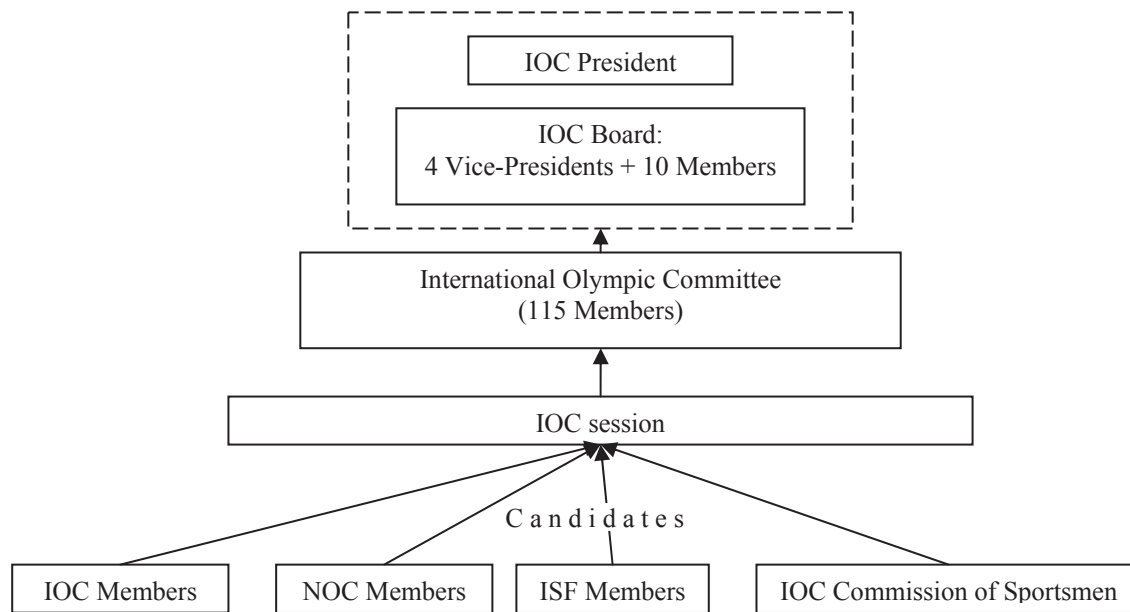 IOC President
IOC Board:
4 Vice-Presidents + 10 Members
International Olympic Committee
(115 Members)
IOC session
Candidates
IOC Members
NOC Members
ISF Members
IOC Commission of Sportsmen